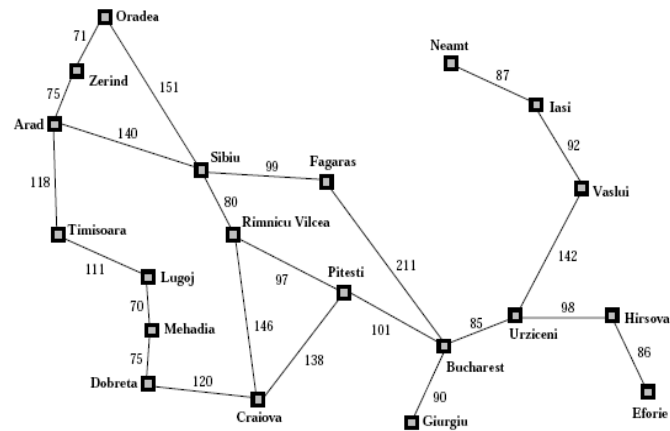 Oradea
71
Neamt
87
Zerind
151
75
Iasi
Arad
140
92
Sibiu
99
Fagaras
118
80
Vaslui
Timisoara
Rimnicu Vilcea
111
211
142
Lugoj
97
Pitesti
70
98
Hirsova
Mehadia
146
101
85
Urziceni
75
138
86
Bucharest
Dobreta
120
90
Craiova
Giurgiu
Eforie